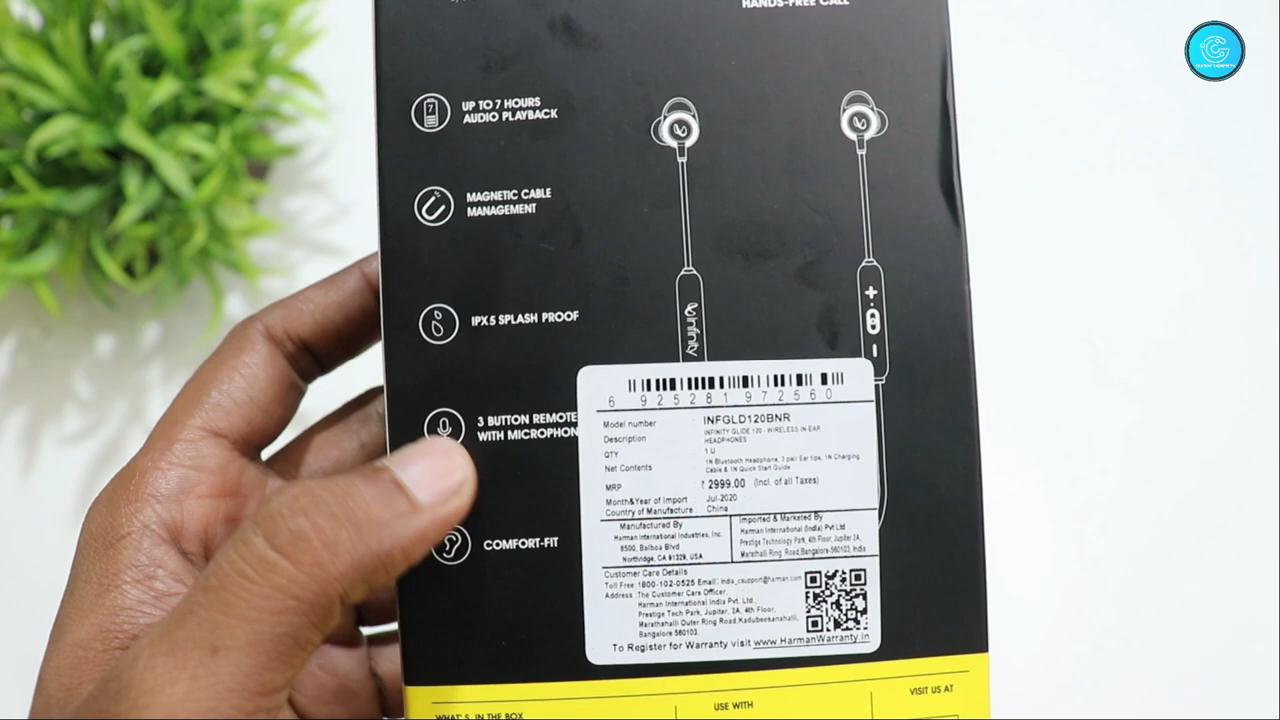 HANDS-FREE CALL
7
UP TO 7 HOURS
AUDIO PLAYBACK
MAGNETIC CABLE
MANAGEMENT
IPX5 SPLASH PROOF
3 BUTTON REMOTE
WITH MICROPHON
COMFORT-FIT
Infinity
6 925281 972560
Model number INFGLD120BNR
Description INFINITY GLIDE 120 - WIRELESS IN-EAR
HEADPHONES
QTY 1 U
Net Contents 1N Bluetooth Headphone, 3 pair Ear tips, 1N Charging
Cable & 1N Quick Start Guide
MRP ₹ 2999.00 (Incl. of all Taxes)
Month&Year of Import : Jul-2020
Country of Manufacture : China
Manufactured By
Harman International Industries, Inc.
8500, Balboa Blvd
Northridge, CA 91329, USA
Imported & Marketed By
Harman International (India) Pvt Ltd
Prestige Technology Park, 4th Floor, Jupiter 2A,
Marathalli Ring Road,Bangalore-560103, India
Customer Care Details
Toll Free:1800-102-0525 Email: India_csupport@harman.com
Address :The Customer Care Officer,
Harman International India Pvt. Ltd.,
Prestige Tech Park, Jupiter, 2A, 4th Floor,
Marathahalli Outer Ring Road,Kadubeesanahalli,
Bangalore 560103.
To Register for Warranty visit www.HarmanWarranty.in
WHAT'S IN THE BOX
USE WITH
VISIT US AT